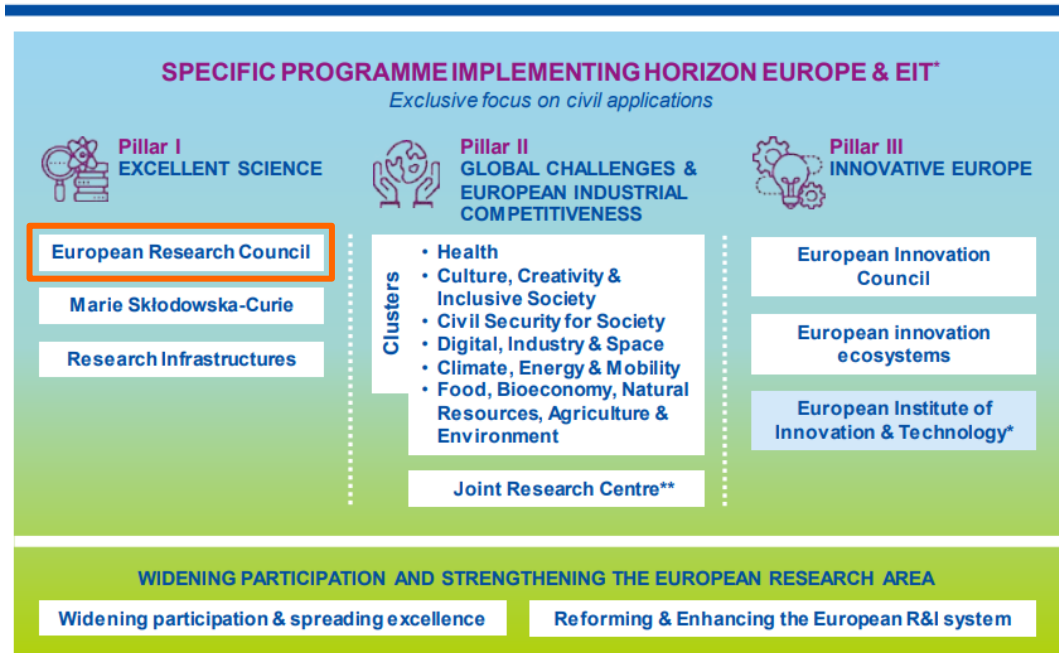 SPECIFIC PROGRAMME IMPLEMENTING HORIZON EUROPE & EIT*
Exclusive focus on civil applications
Pillar I
EXCELLENT SCIENCE
European Research Council
Marie Skłodowska-Curie
Research Infrastructures
Pillar II
GLOBAL CHALLENGES &
EUROPEAN INDUSTRIAL
COMPETITIVENESS
Clusters
• Health
• Culture, Creativity &
Inclusive Society
• Civil Security for Society
• Digital, Industry & Space
• Climate, Energy & Mobility
• Food, Bioeconomy, Natural
Resources, Agriculture &
Environment
Joint Research Centre**
Pillar III
INNOVATIVE EUROPE
European Innovation
Council
European innovation
ecosystems
European Institute of
Innovation & Technology*
WIDENING PARTICIPATION AND STRENGTHENING THE EUROPEAN RESEARCH AREA
Widening participation & spreading excellence
Reforming & Enhancing the European R&I system